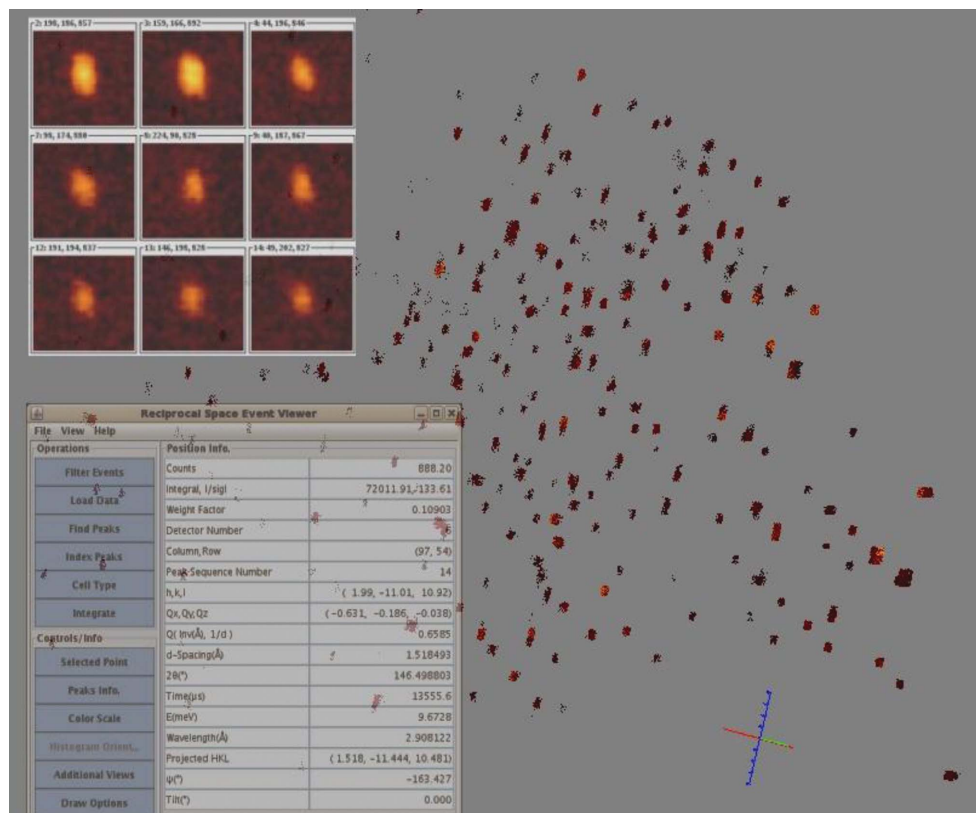 2: 198, 186, 857
3: 159, 166, 892
4: 44, 196, 846
7: 99, 174, 880
8: 224, 90, 828
9: 40, 187, 867
12: 191, 194, 837
13: 146, 198, 828
14: 49, 202, 827
Reciprocal Space Event Viewer
File View Help
Operations
Filter Events
Load Data
Find Peaks
Index Peaks
Cell Type
Integrate
Controls/Info
Selected Point
Peaks Info.
Color Scale
Histogram Orient...
Additional Views
Draw Options
Position Info.
Counts 888.20
Integral, I/sigI 72011.91, 133.61
Weight Factor 0.10903
Detector Number 6
Column,Row (97, 54)
Peak Sequence Number 14
h,k,l ( 1.99, -11.01, 10.92)
Qx,Qy,Qz (-0.631, -0.186, -0.038)
Q( Inv(Å), 1/d ) 0.6585
d-Spacing(Å) 1.518493
2θ(°) 146.498803
Time(μs) 13555.6
E(meV) 9.6728
Wavelength(Å) 2.908122
Projected HKL ( 1.518, -11.444, 10.481)
ψ(°) -163.427
Tilt(°) 0.000